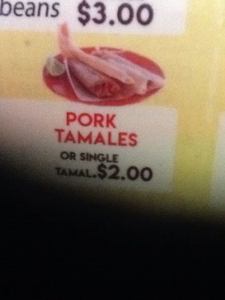 beans $3.00
PORK
TAMALES
OR SINGLE
TAMAL.$2.00